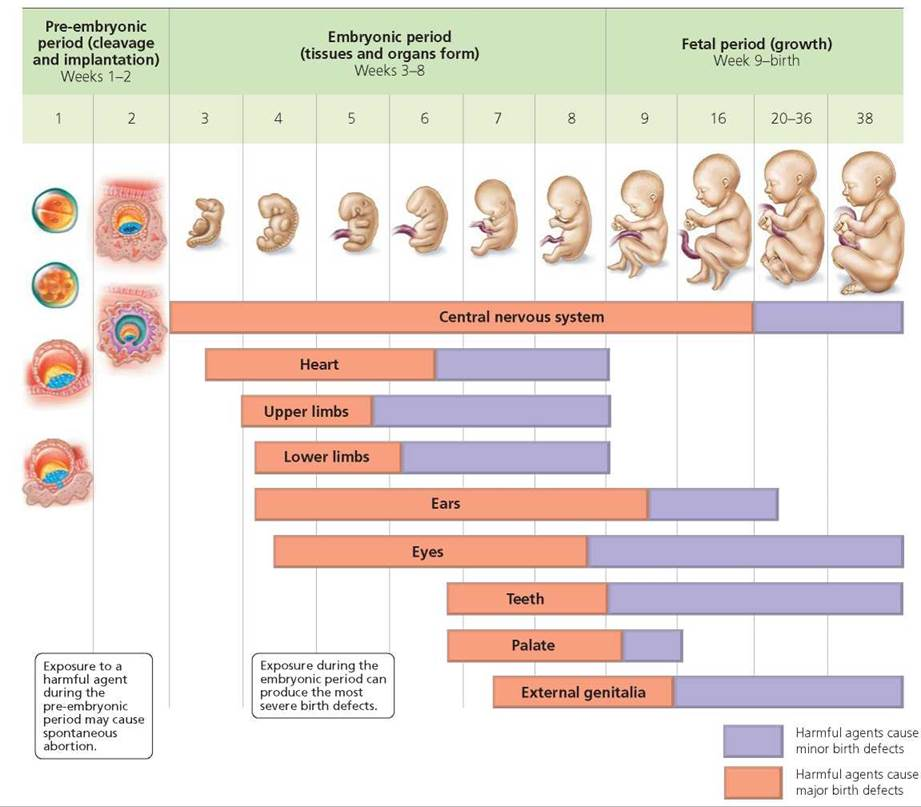 Pre-embryonic
period (cleavage
and implantation)
Weeks 1–2
Embryonic period
(tissues and organs form)
Weeks 3–8
Fetal period (growth)
Week 9–birth
1
2
3
4
5
6
7
8
9
16
20–36
38
Central nervous system
Heart
Upper limbs
Lower limbs
Ears
Eyes
Teeth
Palate
External genitalia
Exposure to a
harmful agent
during the
pre-embryonic
period may cause
spontaneous
abortion.
Exposure during the
embryonic period can
produce the most
severe birth defects.
Harmful agents cause
minor birth defects
Harmful agents cause
major birth defects